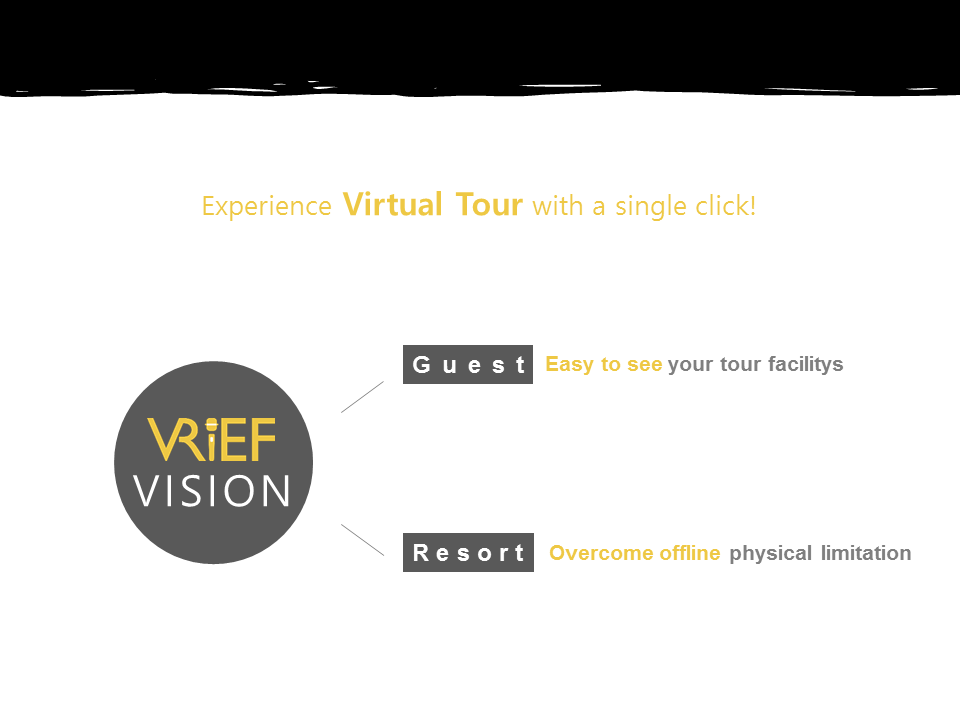 Experience Virtual Tour with a single click!
Guest Easy to see your tour facilitys
VRiEF
VISION
Resort Overcome offline physical limitation